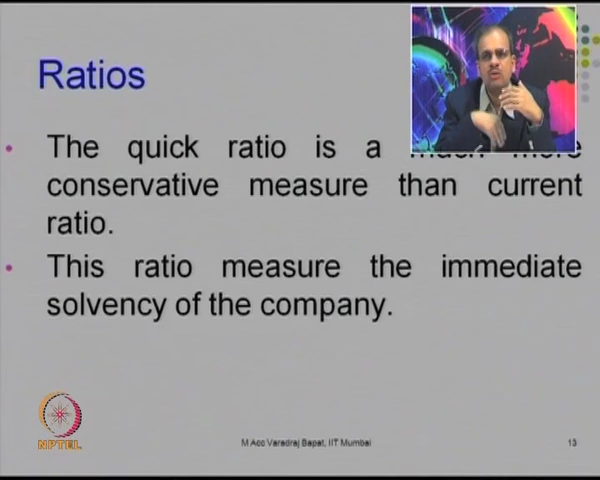 Ratios
• The quick ratio is a much more
conservative measure than current
ratio.
• This ratio measure the immediate
solvency of the company.
NPTEL
M Acc Varadraj Bapat, IIT Mumbai
13